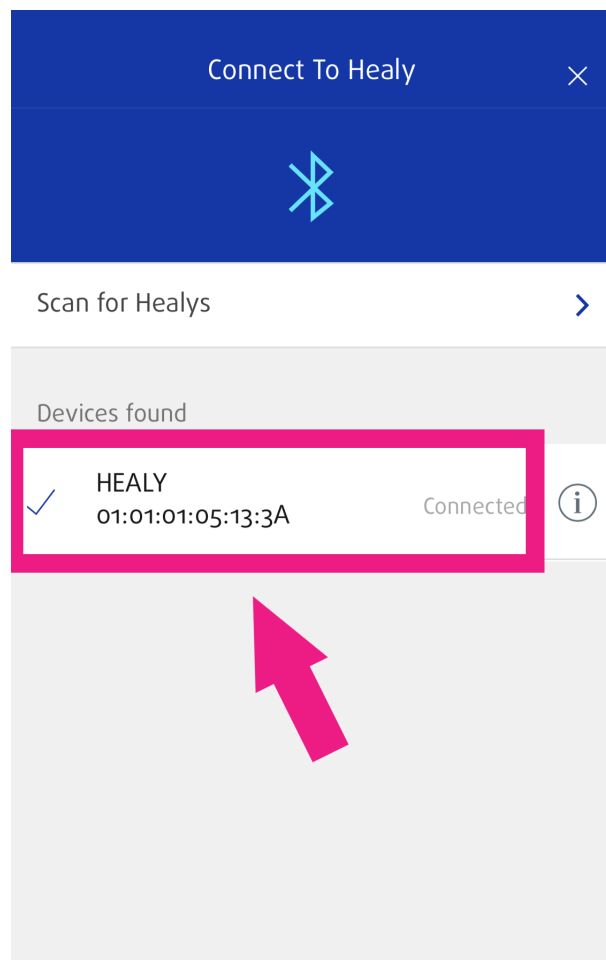 Connect To Healy
Scan for Healys
Devices found
HEALY
01:01:01:05:13:3A
Connected
i